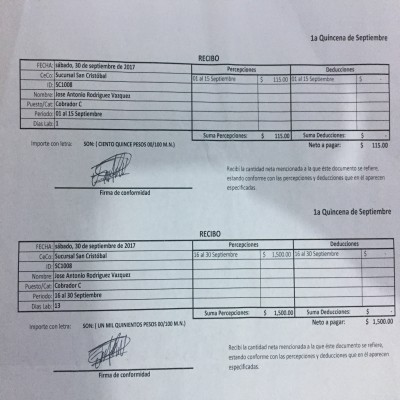 1a Quincena de Septiembre
RECIBO
FECHA: sábado, 30 de septiembre de 2017 Percepciones Deducciones
CeCo: Sucursal San Cristóbal 01 al 15 Septiembre $ 115.00 01 al 15 Septiembre $ -
ID: SC1008
Nombre: Jose Antonio Rodriguez Vazquez
Puesto/Cat: Cobrador C
Periodo: 01 al 15 Septiembre
Días Lab: 1 Suma Percepciones: $ 115.00 Suma Deducciones: $ -
Importe con letra: SON: ( CIENTO QUINCE PESOS 00/100 M.N.) Neto a pagar: $ 115.00
Recibí la cantidad neta mencionada a la que éste documento se refiere,
estando conforme con las percepciones y deducciones que en él aparecen
especificadas.
Firma de conformidad
1a Quincena de Septiembre
RECIBO
FECHA: sábado, 30 de septiembre de 2017 Percepciones Deducciones
CeCo: Sucursal San Cristóbal 16 al 30 Septiembre $ 1,500.00 16 al 30 Septiembre $ -
ID: SC1008
Nombre: Jose Antonio Rodriguez Vazquez
Puesto/Cat: Cobrador C
Periodo: 16 al 30 Septiembre
Días Lab: 13 Suma Percepciones: $ 1,500.00 Suma Deducciones: $ -
Importe con letra: SON: ( UN MIL QUINIENTOS PESOS 00/100 M.N.) Neto a pagar: $ 1,500.00
Recibí la cantidad neta mencionada a la que éste documento se refiere,
estando conforme con las percepciones y deducciones que en él aparecen
especificadas.
Firma de conformidad